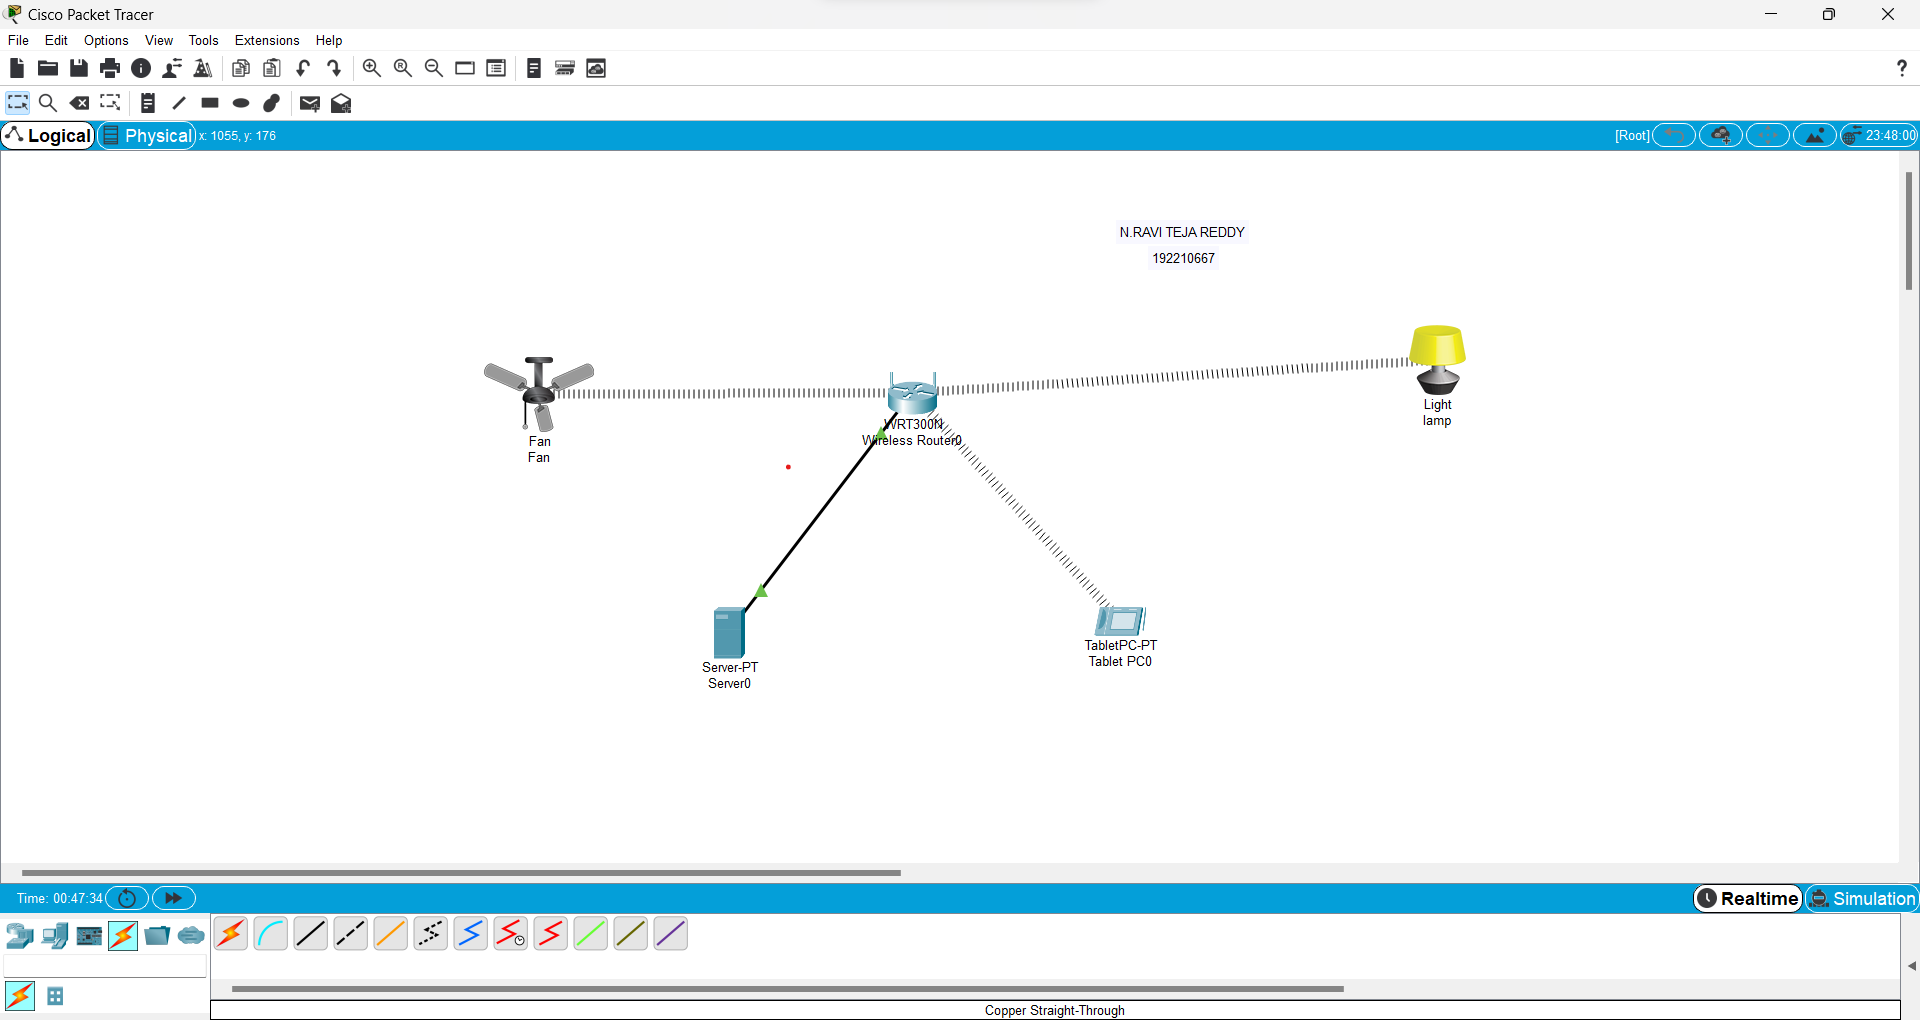 Cisco Packet Tracer
File Edit Options View Tools Extensions Help
Logical Physical x: 1055, y: 176 [Root] 23:48:00
N.RAVI TEJA REDDY
192210667
Light
lamp
WRT300N
Wireless Router0
Fan
Fan
TabletPC-PT
Tablet PC0
Server-PT
Server0
Time: 00:47:34 Realtime Simulation
Copper Straight-Through